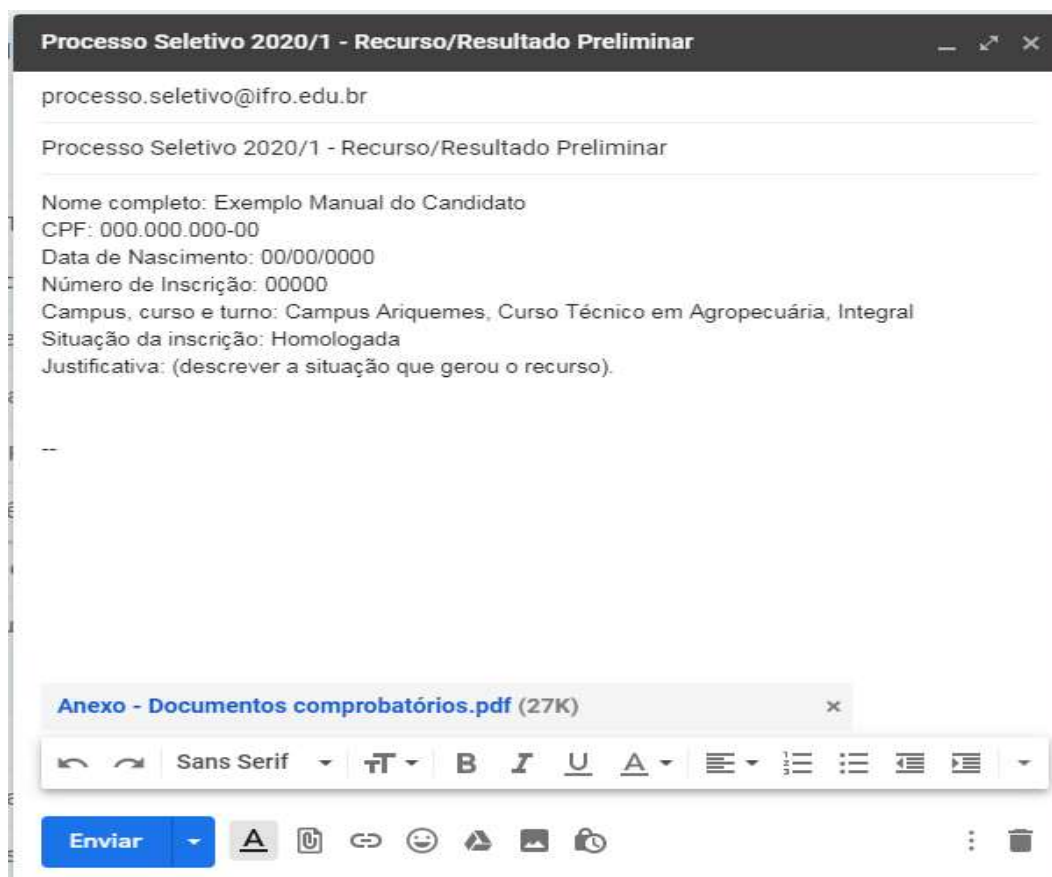 Processo Seletivo 2020/1 - Recurso/Resultado Preliminar
processo.seletivo@ifro.edu.br
Processo Seletivo 2020/1 - Recurso/Resultado Preliminar
Nome completo: Exemplo Manual do Candidato
CPF: 000.000.000-00
Data de Nascimento: 00/00/0000
Número de Inscrição: 00000
Campus, curso e turno: Campus Ariquemes, Curso Técnico em Agropecuária, Integral
Situação da inscrição: Homologada
Justificativa: (descrever a situação que gerou o recurso).
--
Anexo - Documentos comprobatórios.pdf (27K)
Sans Serif
Enviar